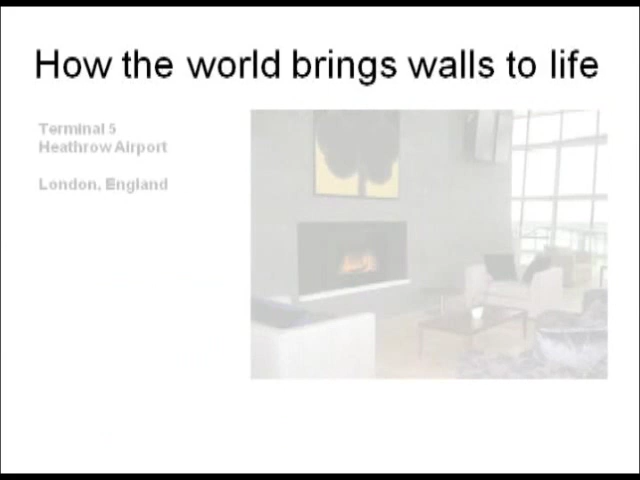 How the world brings walls to life
Terminal 5
Heathrow Airport
London, England